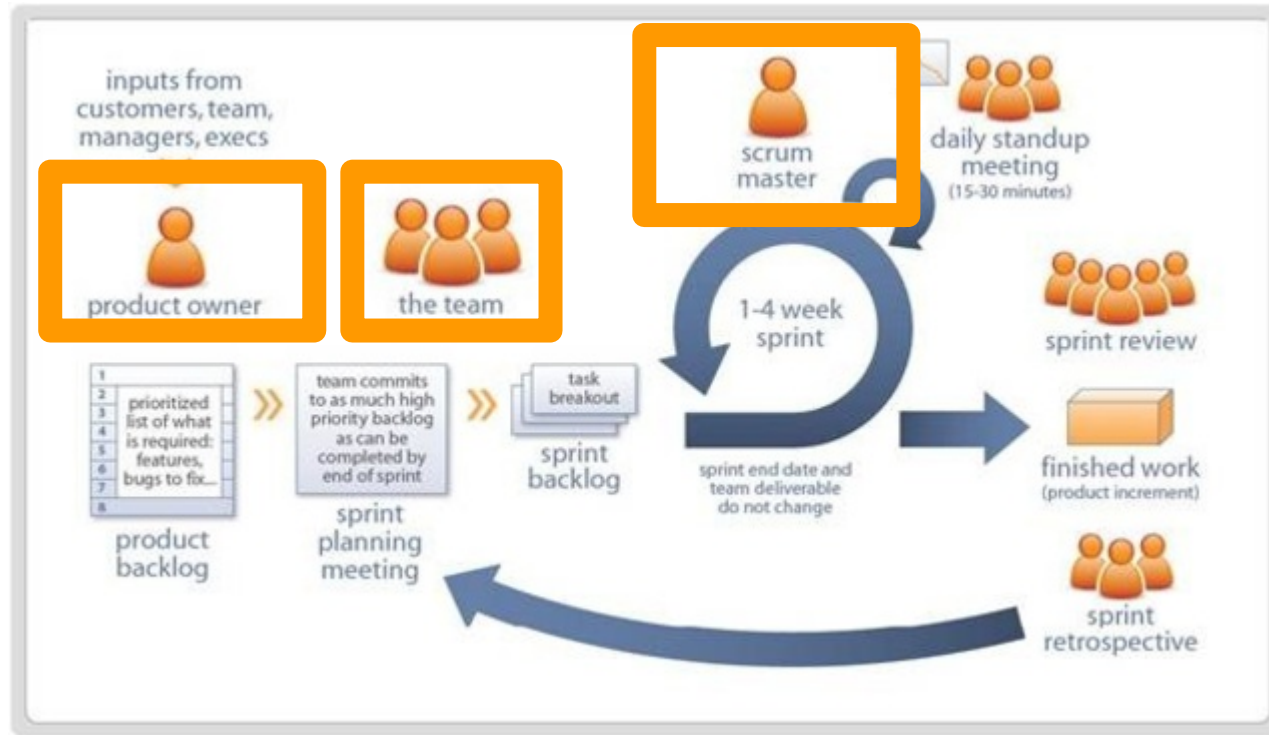 inputs from
customers, team,
managers, execs
product owner
the team
scrum
master
daily standup
meeting
(15-30 minutes)
1-4 week
sprint
sprint review
1
2
3
4
5
6
7
8
prioritized
list of what
is required:
features,
bugs to fix...
product
backlog
team commits
to as much high
priority backlog
as can be
completed by
end of sprint
sprint
planning
meeting
task
breakout
sprint
backlog
sprint end date and
team deliverable
do not change
finished work
(product increment)
sprint
retrospective